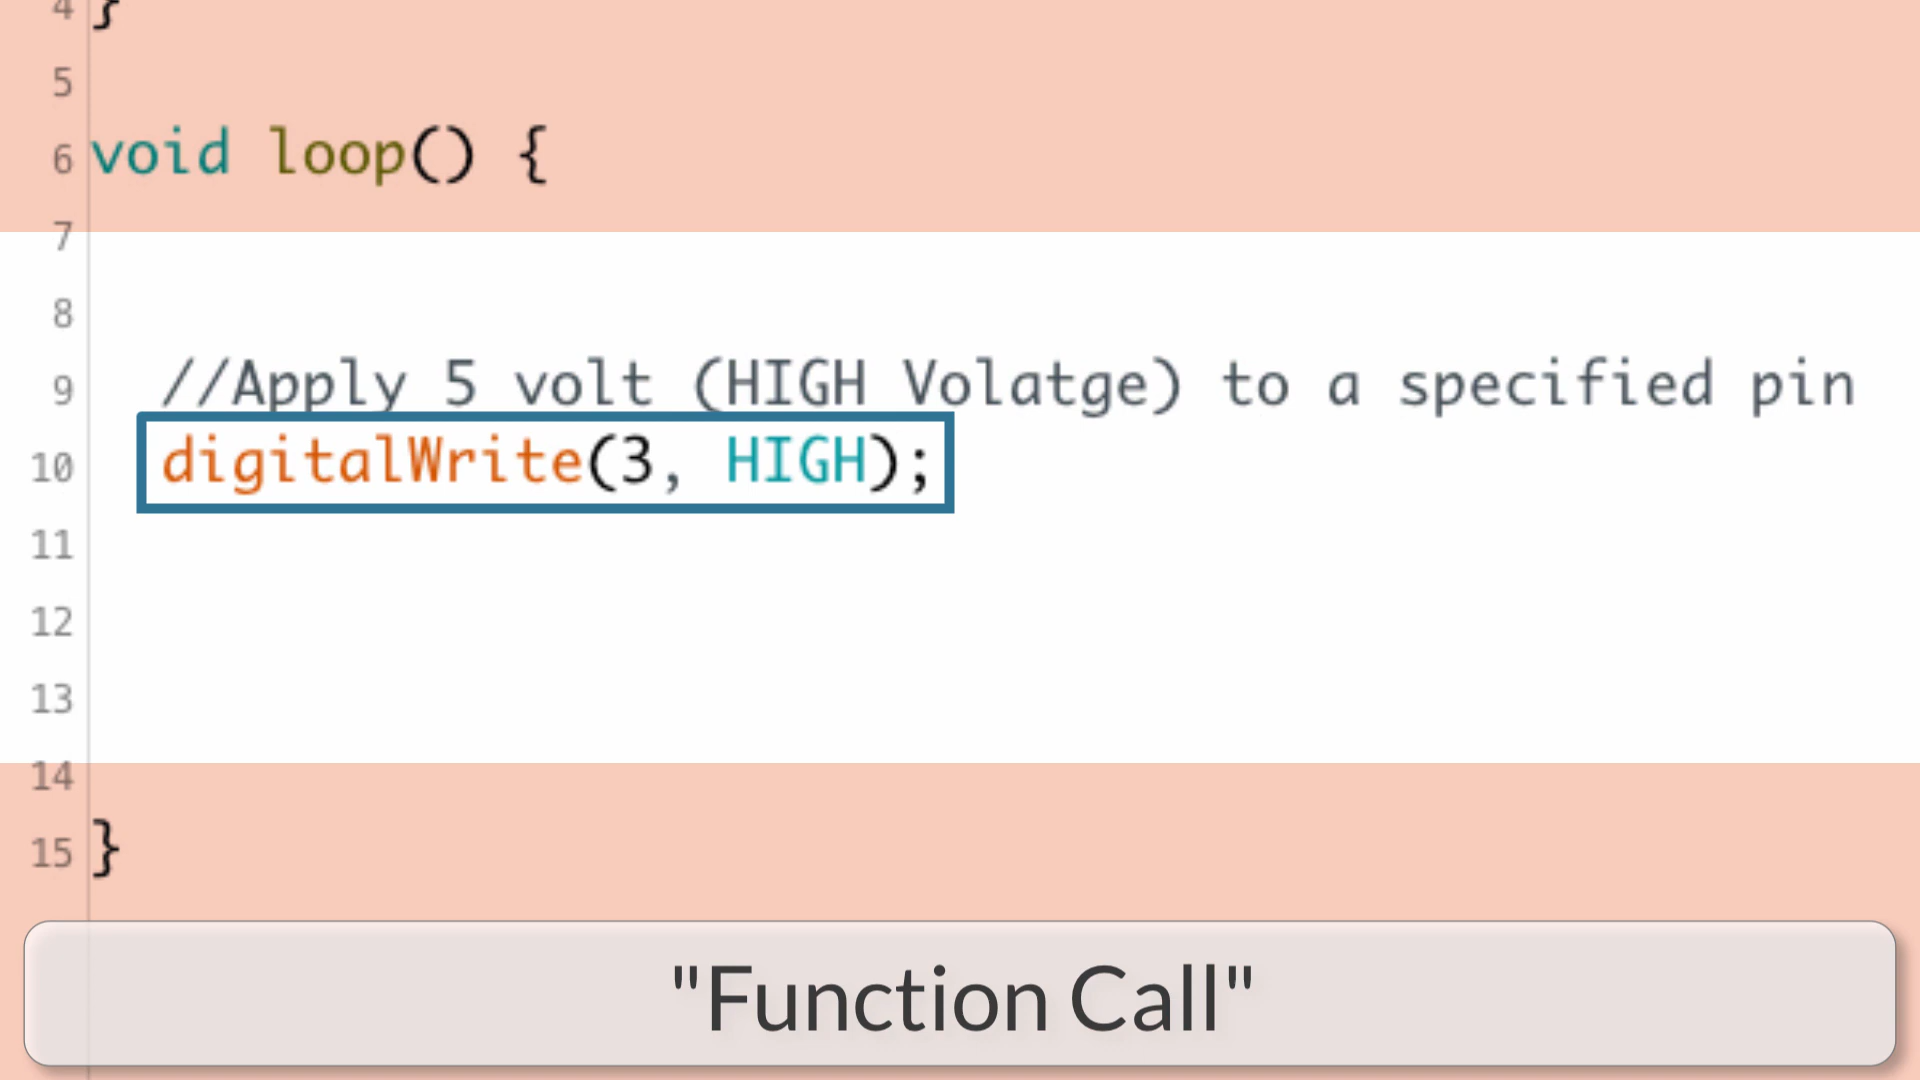 4 }
5
6 void loop() {
7
8
9 //Apply 5 volt (HIGH Volatge) to a specified pin
10 digitalWrite(3, HIGH);
11
12
13
14
15 }
"Function Call"